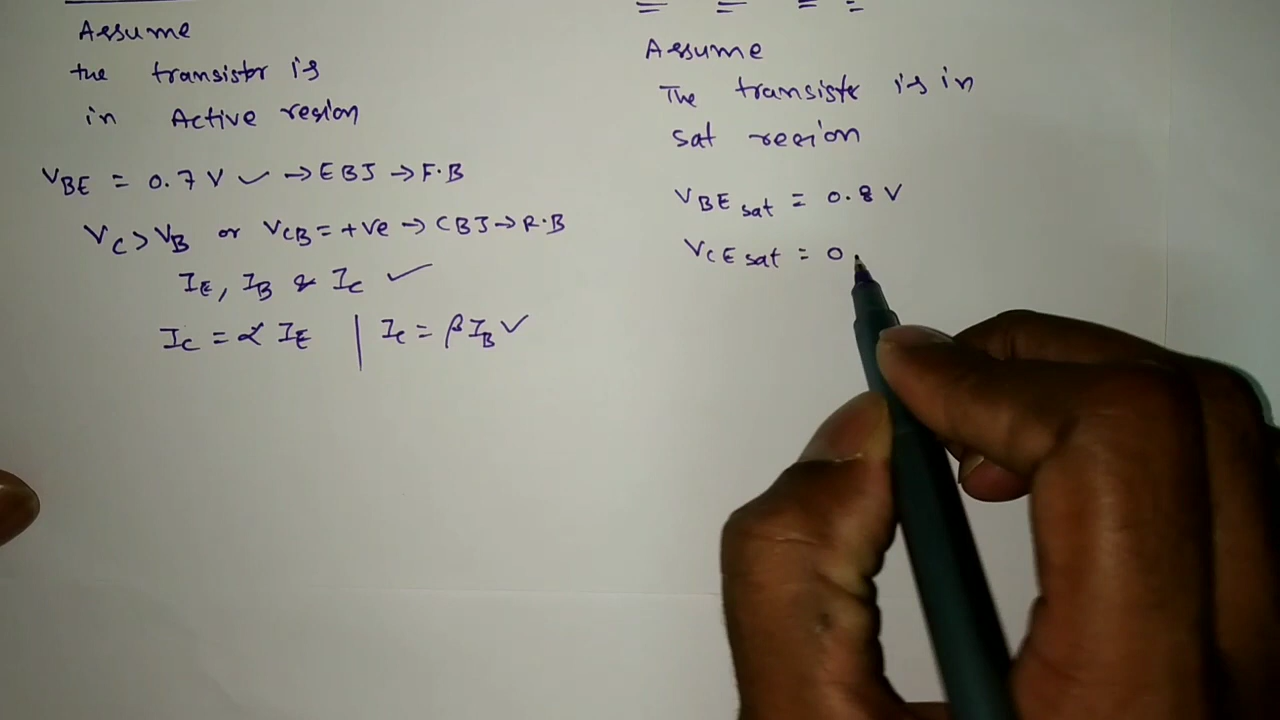 Assume
the transistor is
in Active region
VBE = 0.7 V ✓ → EBJ → F.B
VC > VB or VCB = +ve → CBJ → R.B
IE, IB & IC ✓
IC = α IE | IC = β IB ✓
Assume
The transistr is in
sat region
VBE sat = 0.8 V
VCE sat = 0.